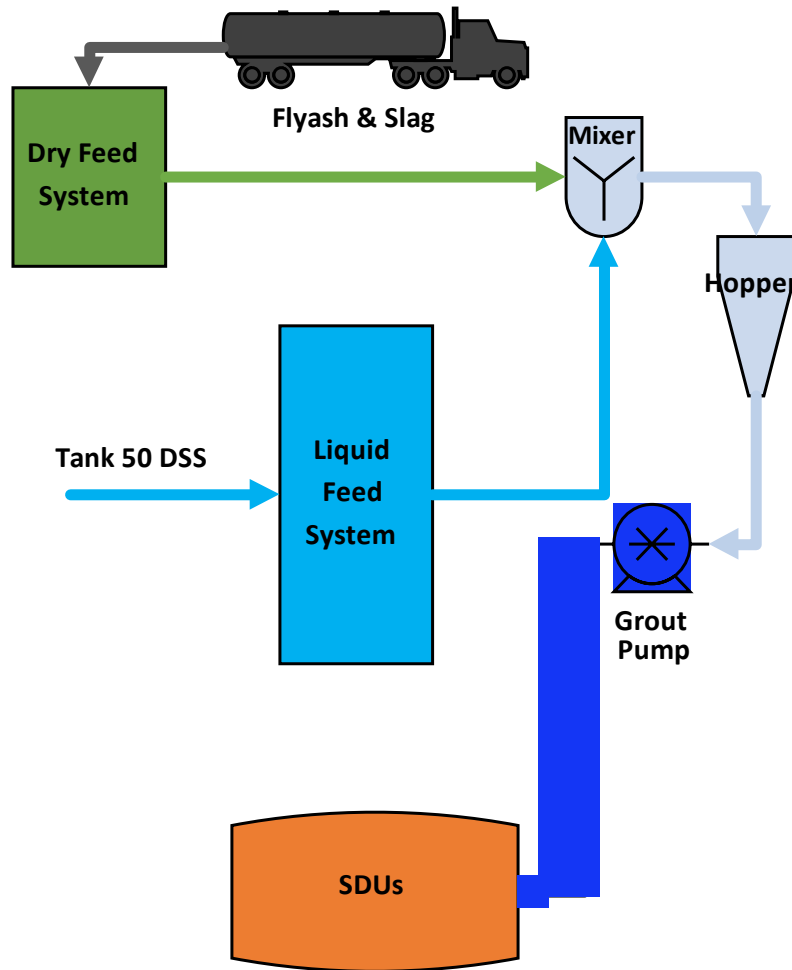 Flyash & Slag
Mixer
Dry Feed
System
Hopper
Tank 50 DSS
Liquid
Feed
System
Grout
Pump
SDUs